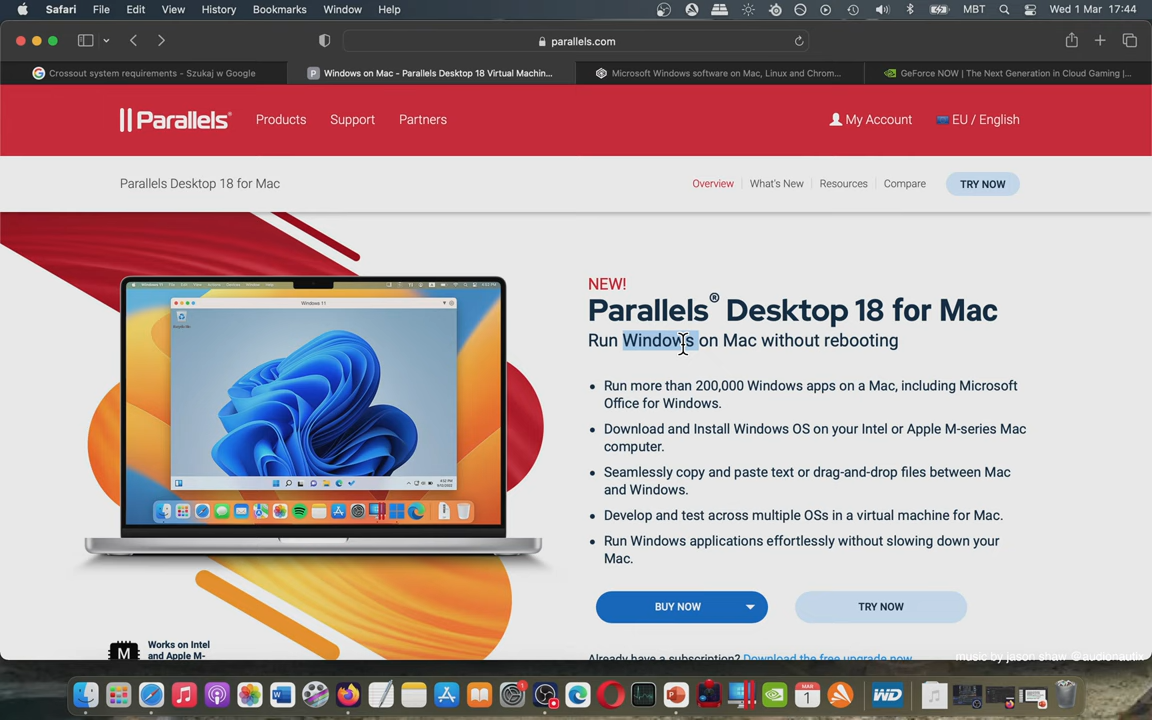 Safari File Edit View History Bookmarks Window Help MBT Wed 1 Mar 17:44
parallels.com
Crossout system requirements - Szukaj w Google
Windows on Mac - Parallels Desktop 18 Virtual Machin...
Microsoft Windows software on Mac, Linux and Chrom...
GeForce NOW | The Next Generation in Cloud Gaming |...
Parallels® Products Support Partners My Account EU / English
Parallels Desktop 18 for Mac Overview What's New Resources Compare TRY NOW
NEW!
Parallels® Desktop 18 for Mac
Run Windows on Mac without rebooting
Windows 11
• Run more than 200,000 Windows apps on a Mac, including Microsoft
Office for Windows.
• Download and Install Windows OS on your Intel or Apple M-series Mac
computer.
• Seamlessly copy and paste text or drag-and-drop files between Mac
and Windows.
• Develop and test across multiple OSs in a virtual machine for Mac.
• Run Windows applications effortlessly without slowing down your
Mac.
BUY NOW TRY NOW
M
Works on Intel
and Apple M-
Already have a subscription? Download the free upgrade now
music by jason shaw @audionautix
MAR
1
WD